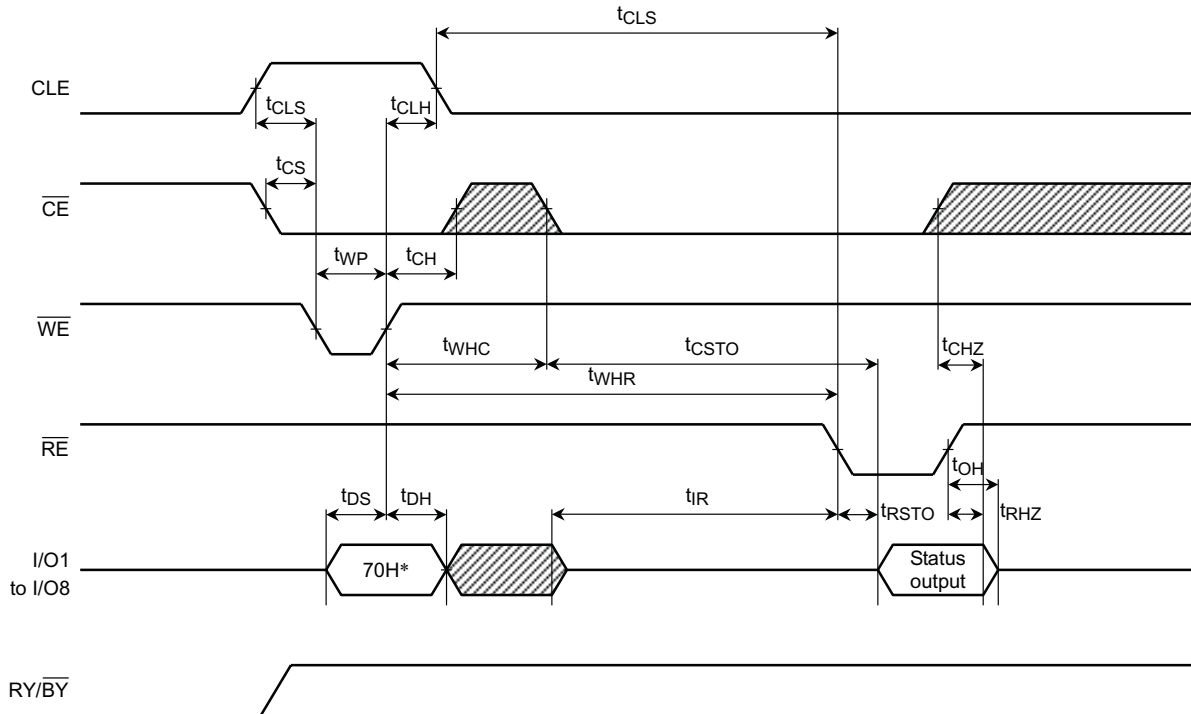 tCLS
CLE
tCLS
tCLH
tCS
CE
tWP
tCH
WE
tWHC
tCSTO
tCHZ
tWHR
RE
tOH
tDS
tDH
tIR
tRSTO
tRHZ
I/O1
to I/O8
70H*
Status
output
RY/BY